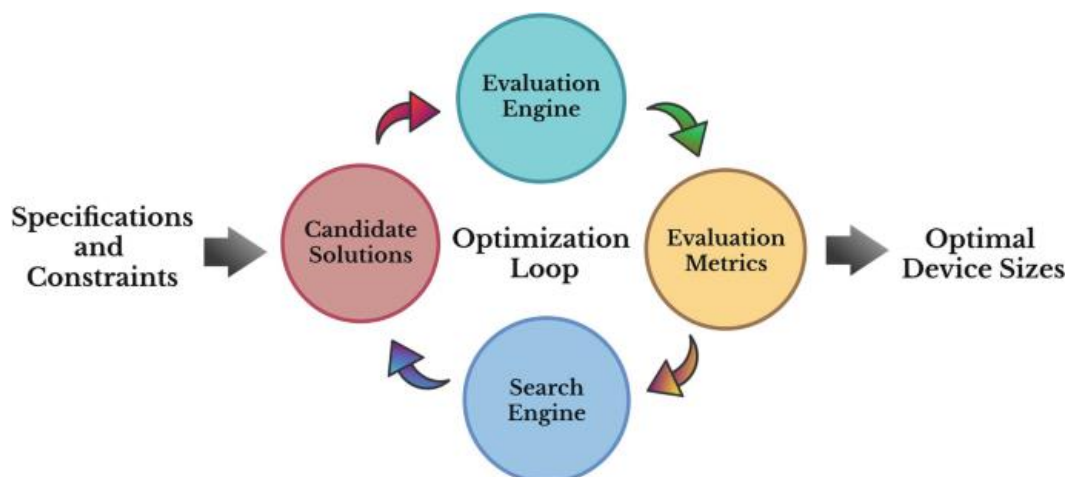 Evaluation
Engine
Specifications
and
Constraints
Candidate
Solutions
Optimization
Loop
Evaluation
Metrics
Optimal
Device Sizes
Search
Engine